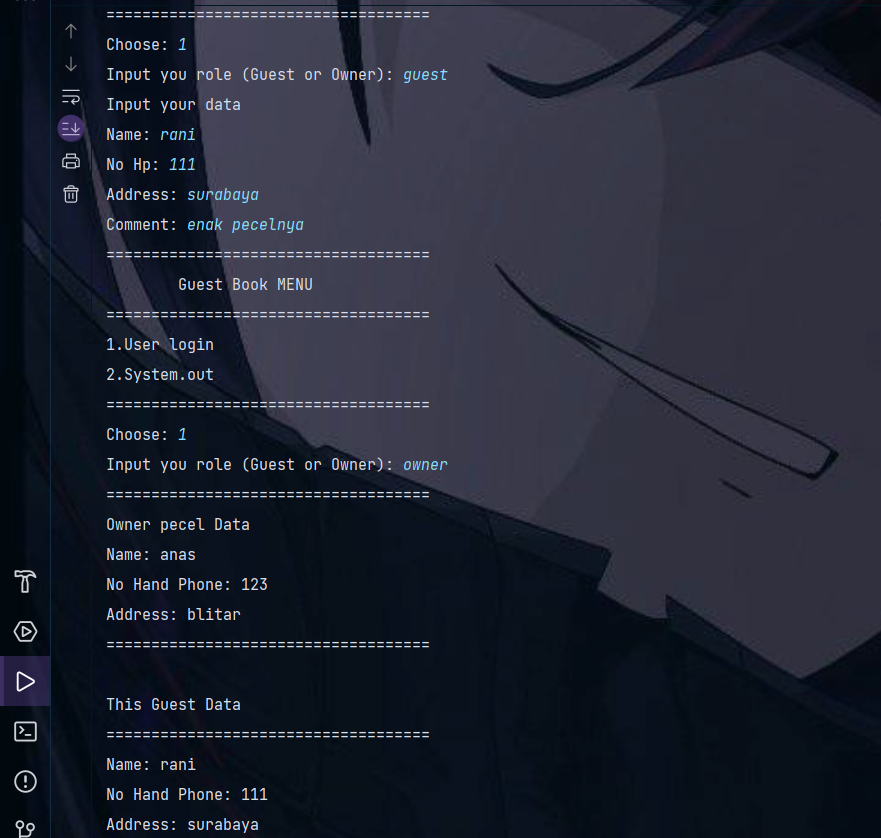 ====================================
Choose: 1
Input you role (Guest or Owner): guest
Input your data
Name: rani
No Hp: 111
Address: surabaya
Comment: enak pecelnya
====================================
Guest Book MENU
====================================
1.User login
2.System.out
====================================
Choose: 1
Input you role (Guest or Owner): owner
====================================
Owner pecel Data
Name: anas
No Hand Phone: 123
Address: blitar
====================================
This Guest Data
====================================
Name: rani
No Hand Phone: 111
Address: surabaya